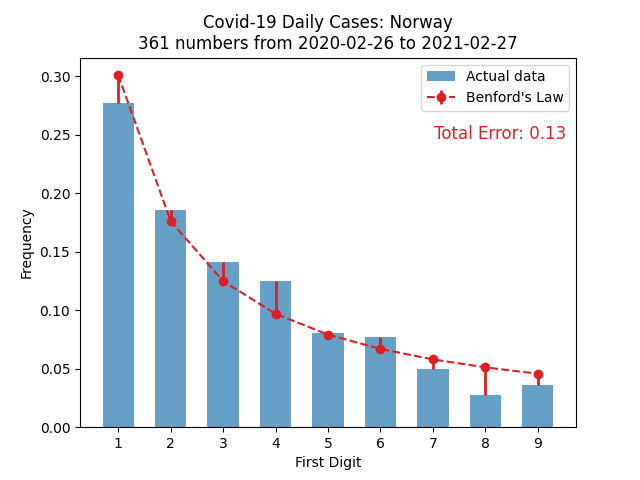 Covid-19 Daily Cases: Norway
361 numbers from 2020-02-26 to 2021-02-27
Actual data
Benford's Law
Total Error: 0.13
0.30
0.25
0.20
0.15
0.10
0.05
0.00
Frequency
1 2 3 4 5 6 7 8 9
First Digit